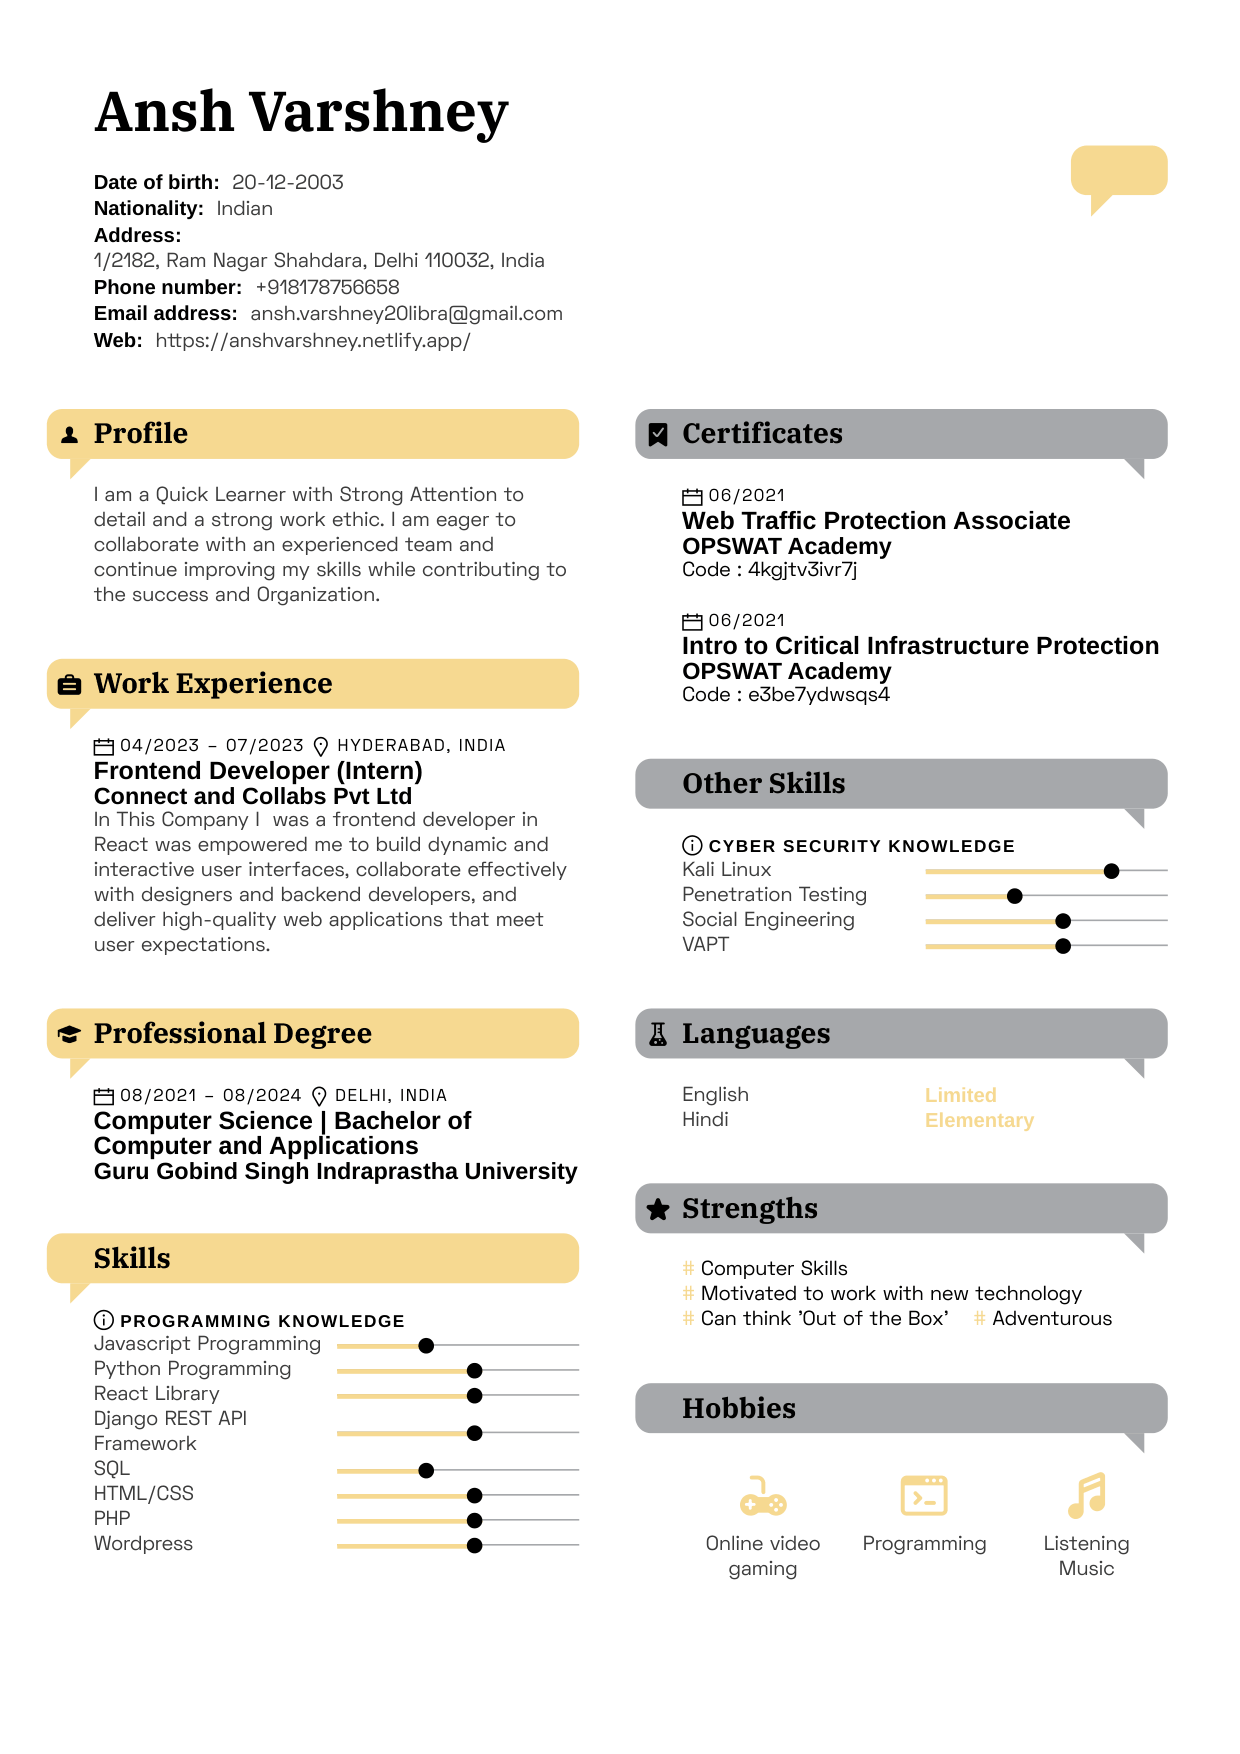 Ansh Varshney
Date of birth: 20-12-2003
Nationality: Indian
Address:
1/2182, Ram Nagar Shahdara, Delhi 110032, India
Phone number: +918178756658
Email address: ansh.varshney20libra@gmail.com
Web: https://anshvarshney.netlify.app/
Profile
I am a Quick Learner with Strong Attention to
detail and a strong work ethic. I am eager to
collaborate with an experienced team and
continue improving my skills while contributing to
the success and Organization.
Work Experience
04/2023 – 07/2023 HYDERABAD, INDIA
Frontend Developer (Intern)
Connect and Collabs Pvt Ltd
In This Company I was a frontend developer in
React was empowered me to build dynamic and
interactive user interfaces, collaborate effectively
with designers and backend developers, and
deliver high-quality web applications that meet
user expectations.
Professional Degree
08/2021 – 08/2024 DELHI, INDIA
Computer Science | Bachelor of
Computer and Applications
Guru Gobind Singh Indraprastha University
Skills
PROGRAMMING KNOWLEDGE
Javascript Programming
Python Programming
React Library
Django REST API
Framework
SQL
HTML/CSS
PHP
Wordpress
Certificates
06/2021
Web Traffic Protection Associate
OPSWAT Academy
Code : 4kgjtv3ivr7j
06/2021
Intro to Critical Infrastructure Protection
OPSWAT Academy
Code : e3be7ydwsqs4
Other Skills
CYBER SECURITY KNOWLEDGE
Kali Linux
Penetration Testing
Social Engineering
VAPT
Languages
English Limited
Hindi Elementary
Strengths
# Computer Skills
# Motivated to work with new technology
# Can think 'Out of the Box' # Adventurous
Hobbies
Online video
gaming
Programming
Listening
Music